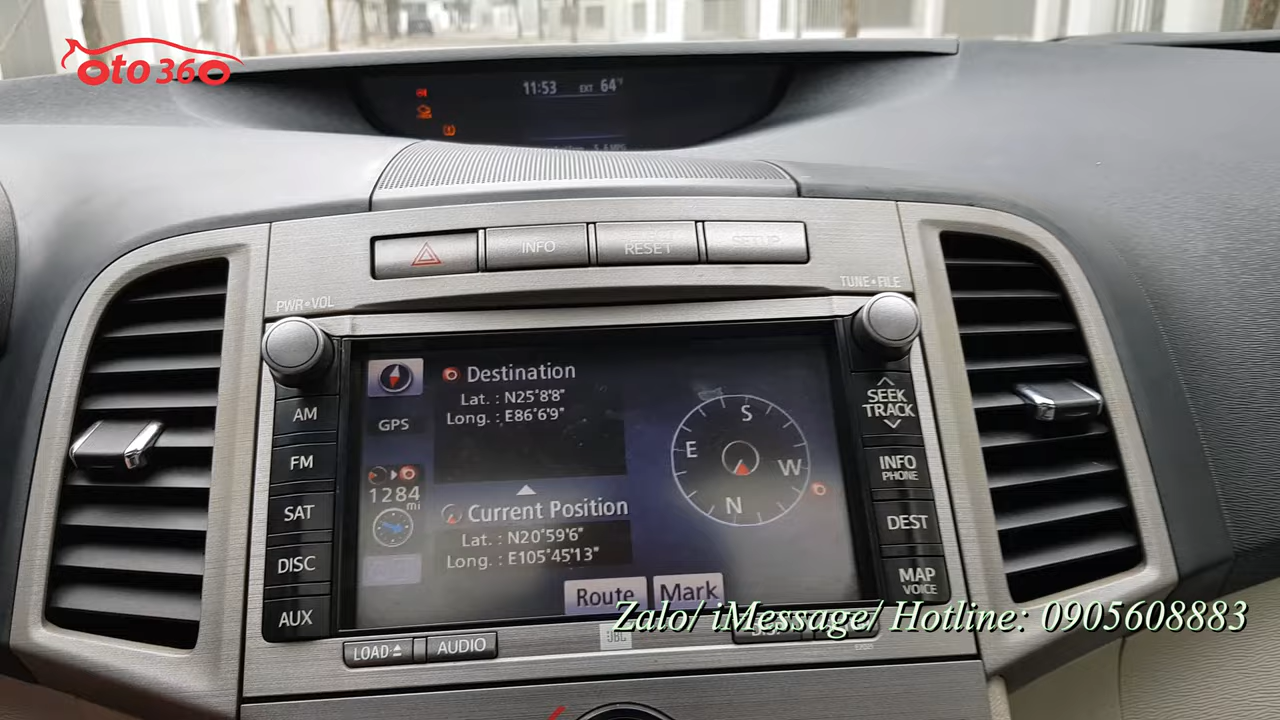 oto360
11:53 EXT 64°F
INFO RESET SETUP
PWR•VOL
TUNE•FILE
AM
FM
SAT
DISC
AUX
GPS
1284
mi
Destination
Lat. : N25°8'8"
Long. : E86°6'9"
Current Position
Lat. : N20°59'6"
Long. : E105°45'13"
Route Mark
S
E
W
N
SEEK
TRACK
INFO
PHONE
DEST
MAP
VOICE
LOAD AUDIO
JBL
Zalo/ iMessage/ Hotline: 0905608883